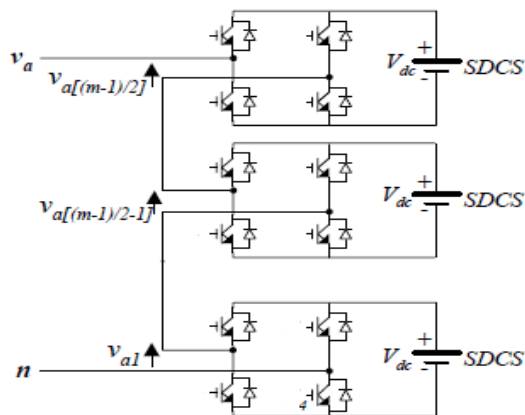 +
v_a
V_dc
SDCS
v_a[(m-1)/2]
-
+
V_dc
SDCS
v_a[(m-1)/2-1]
-
+
v_a1
V_dc
SDCS
n
-
4